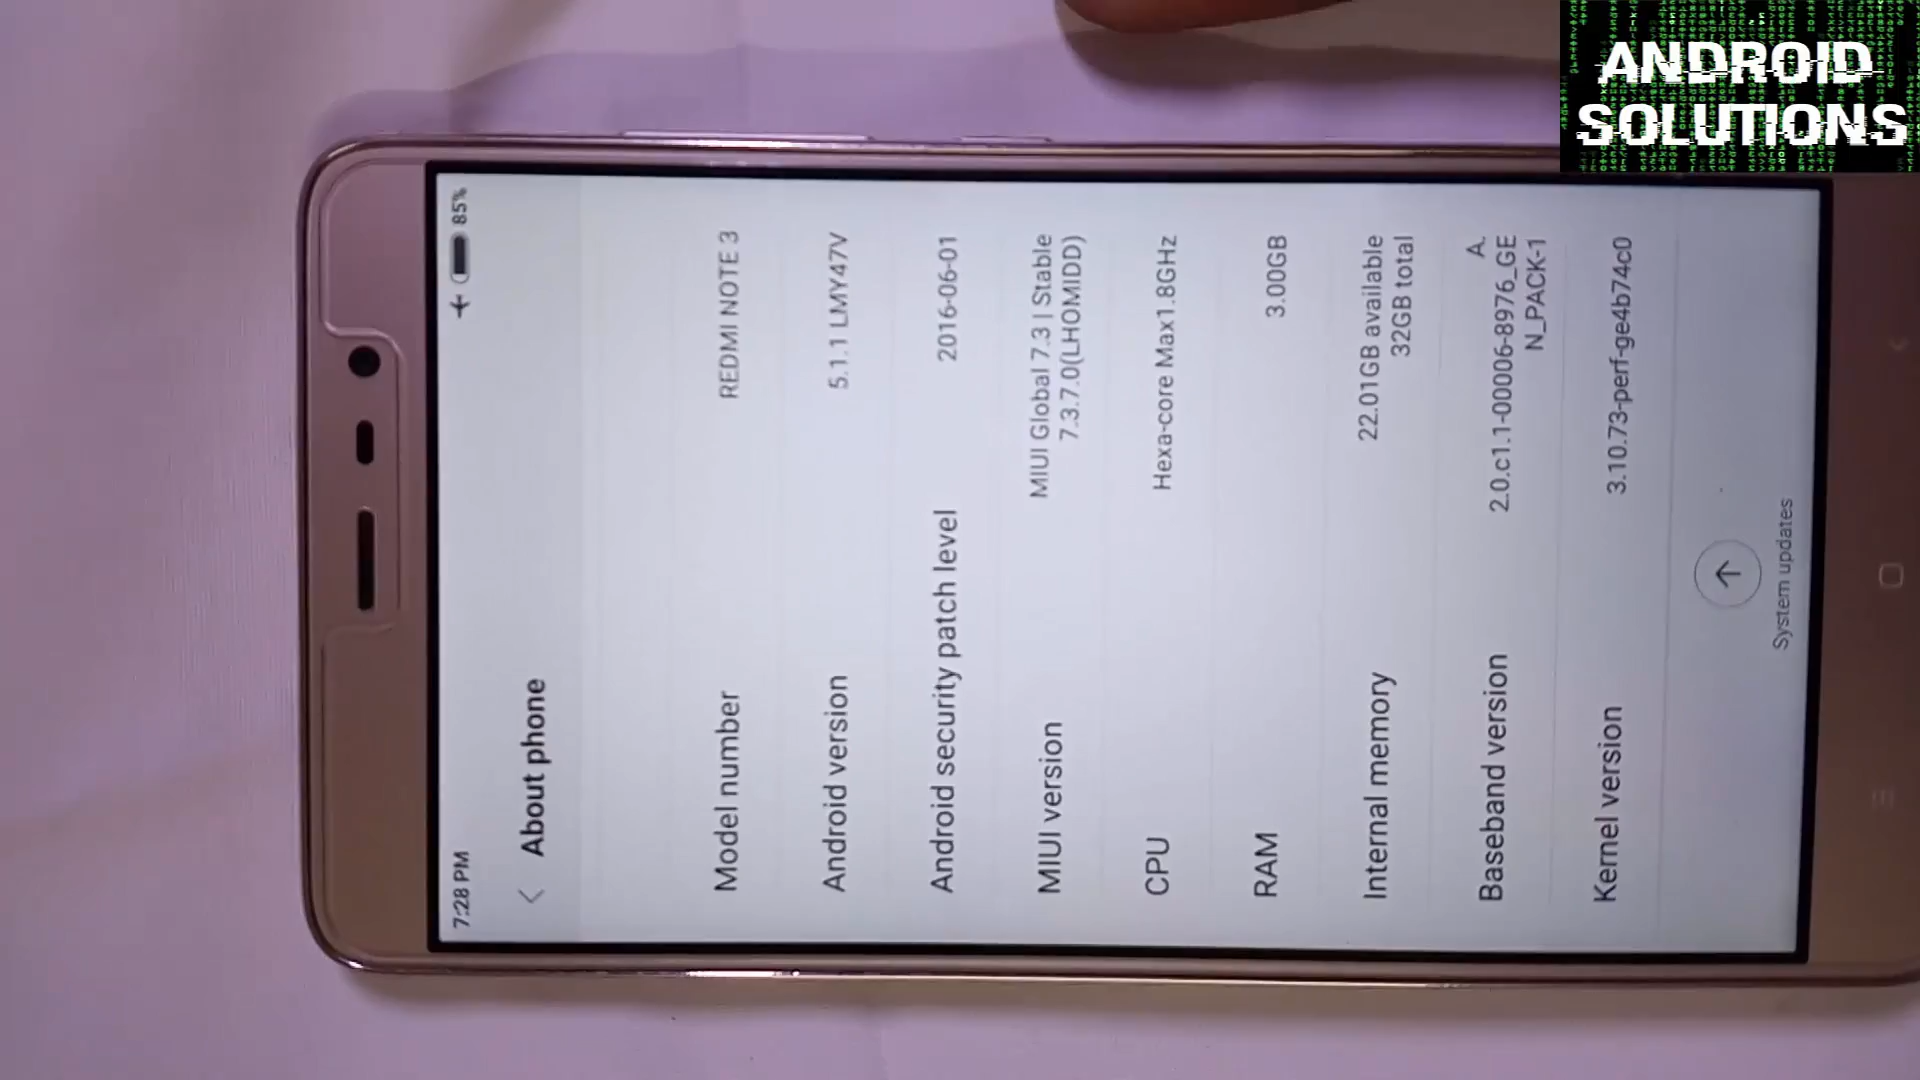 ANDROID
SOLUTIONS
7:28 PM
85%
About phone
Model number
REDMI NOTE 3
Android version
5.1.1 LMY47V
Android security patch level
2016-06-01
MIUI version
MIUI Global 7.3 | Stable
7.3.7.0(LHOMIDD)
CPU
Hexa-core Max1.8GHz
RAM
3.00GB
Internal memory
22.01GB available
32GB total
Baseband version
A.
2.0.c1.1-00006-8976_GE
N_PACK-1
Kernel version
3.10.73-perf-ge4b74c0
System updates